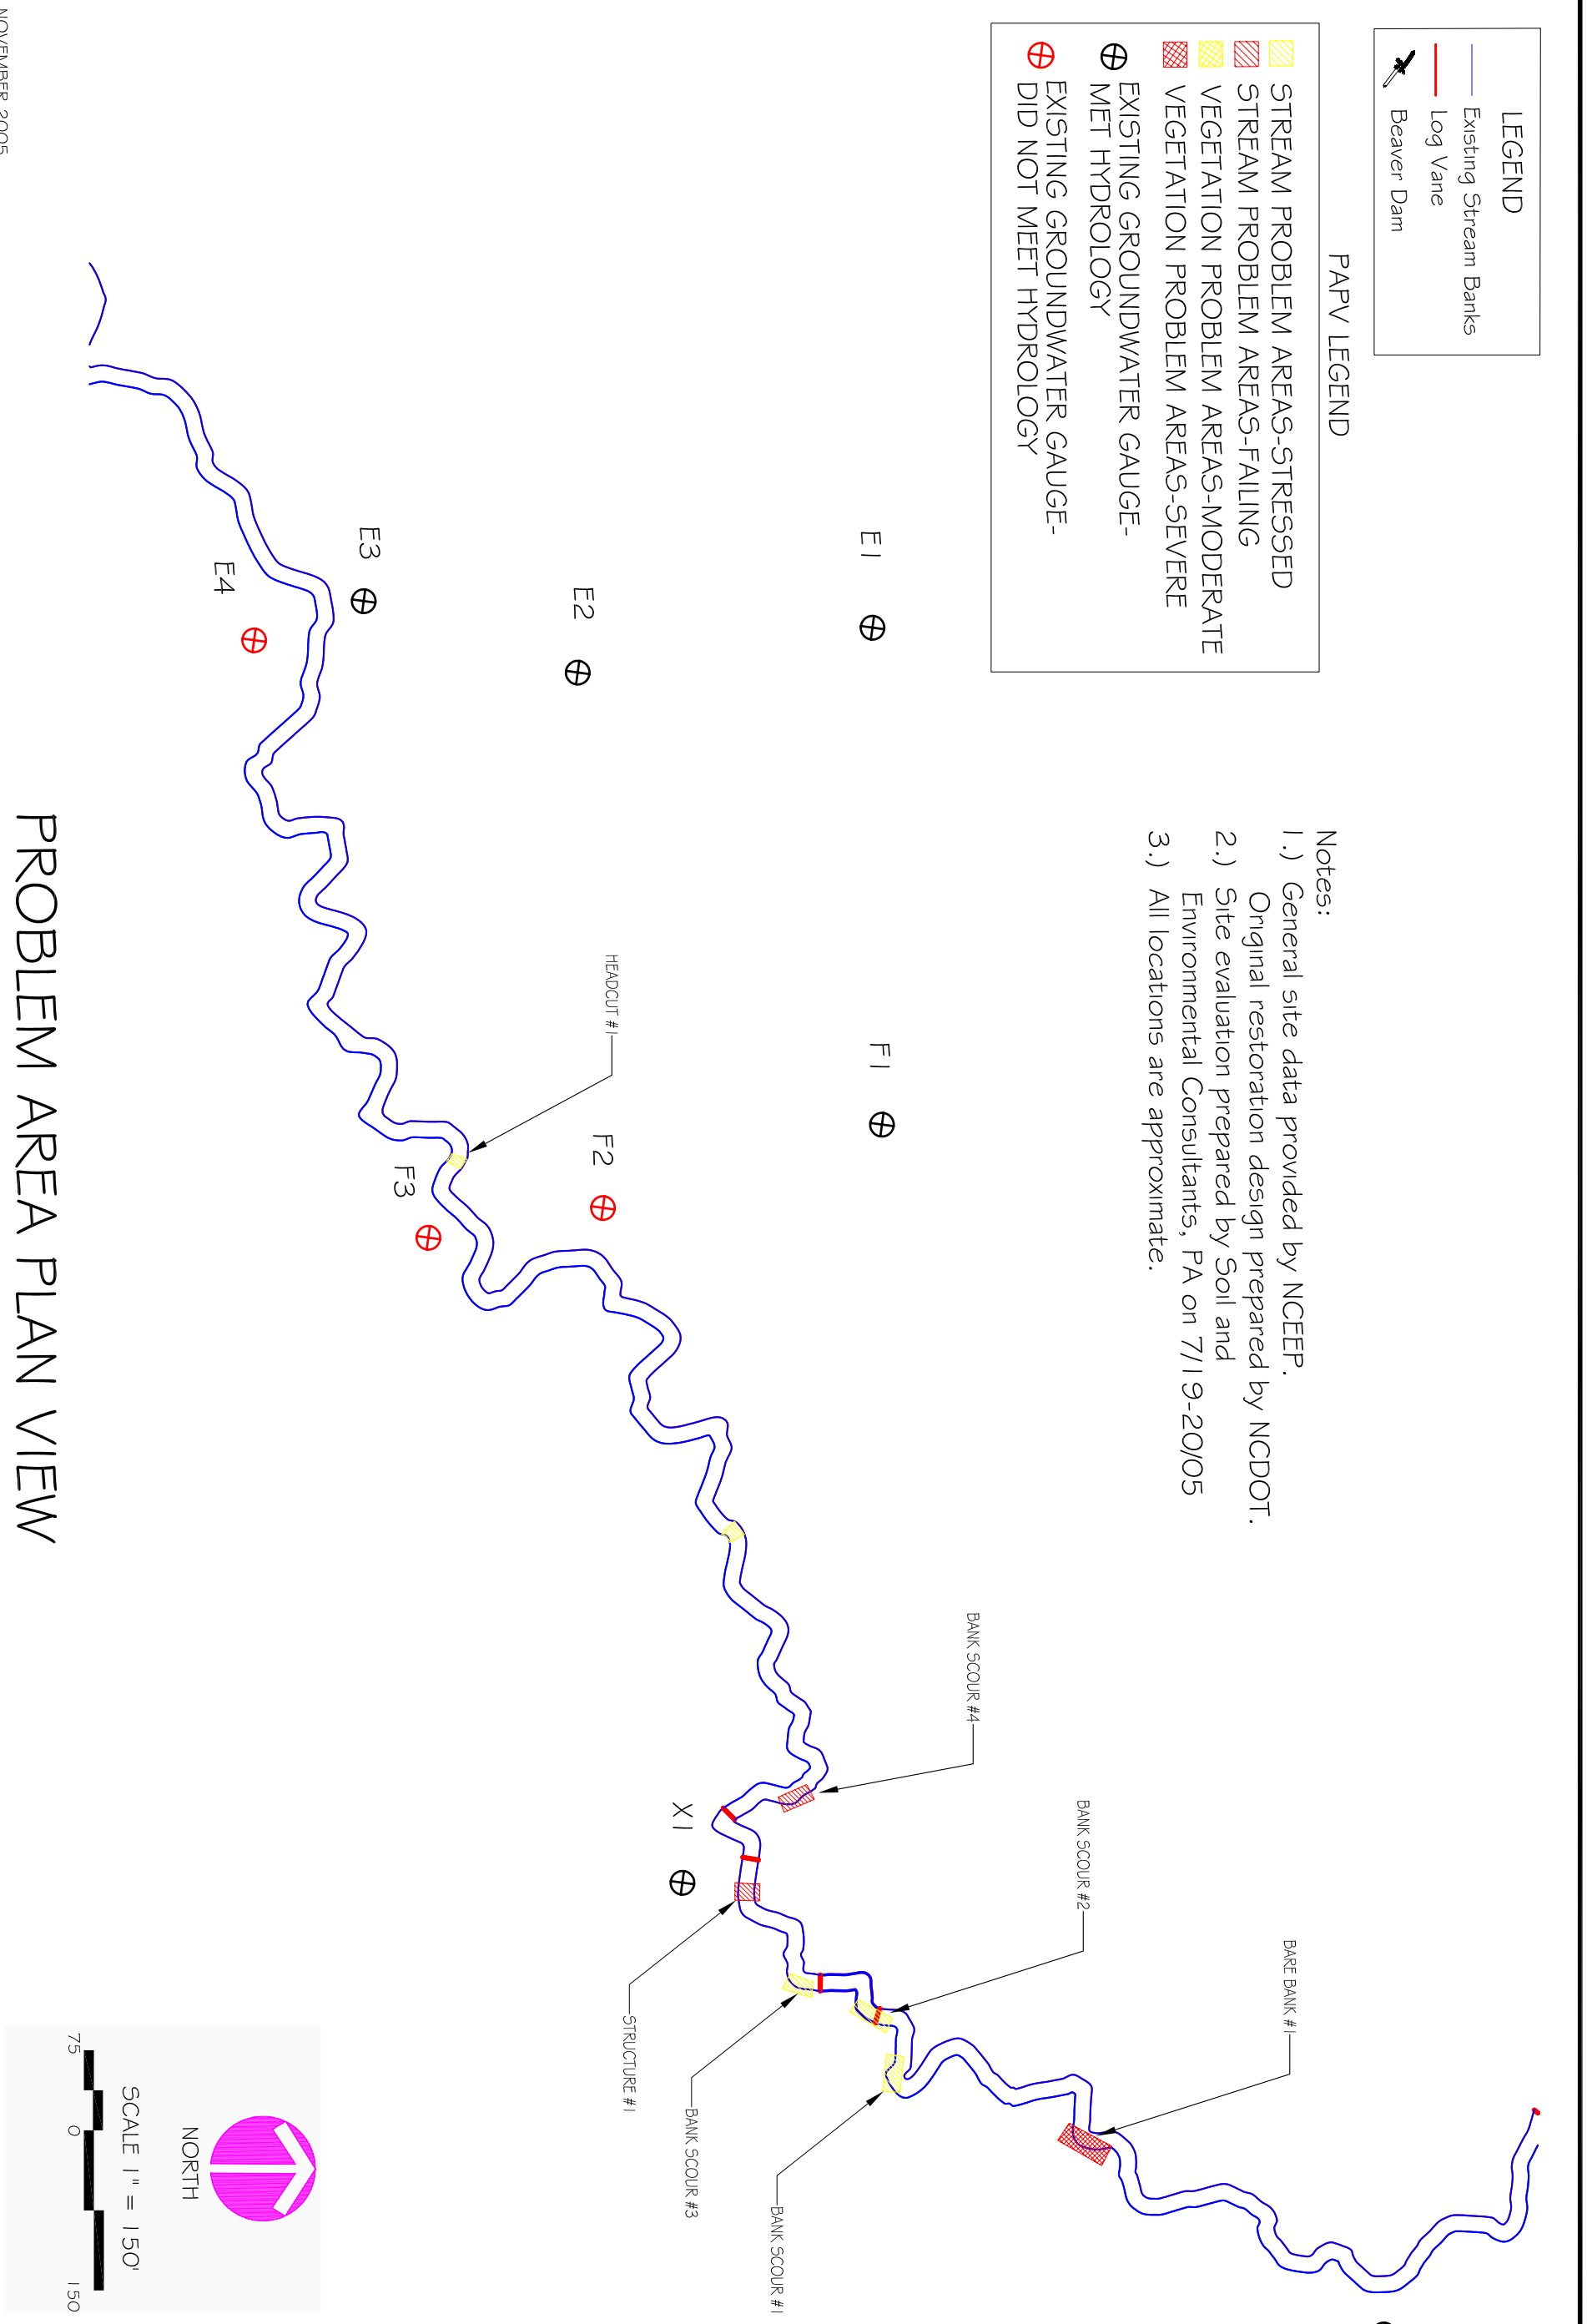 LEGEND
Existing Stream Banks
Log Vane
Beaver Dam
PAPV LEGEND
STREAM PROBLEM AREAS-STRESSED
STREAM PROBLEM AREAS-FAILING
VEGETATION PROBLEM AREAS-MODERATE
VEGETATION PROBLEM AREAS-SEVERE
EXISTING GROUNDWATER GAUGE-
MET HYDROLOGY
EXISTING GROUNDWATER GAUGE-
DID NOT MEET HYDROLOGY
Notes:
1.) General site data provided by NCEEP.
Original restoration design prepared by NCDOT.
2.) Site evaluation prepared by Soil and
Environmental Consultants, PA on 7/19-20/05
3.) All locations are approximate.
BARE BANK #1
BANK SCOUR #2
BANK SCOUR #4
E1
F1
E2
HEADCUT #1
F2
E3
F3
E4
X1
STRUCTURE #1
BANK SCOUR #3
BANK SCOUR #1
NORTH
SCALE 1" = 150'
75 0 150
PROBLEM AREA PLAN VIEW
NOVEMBER 2005